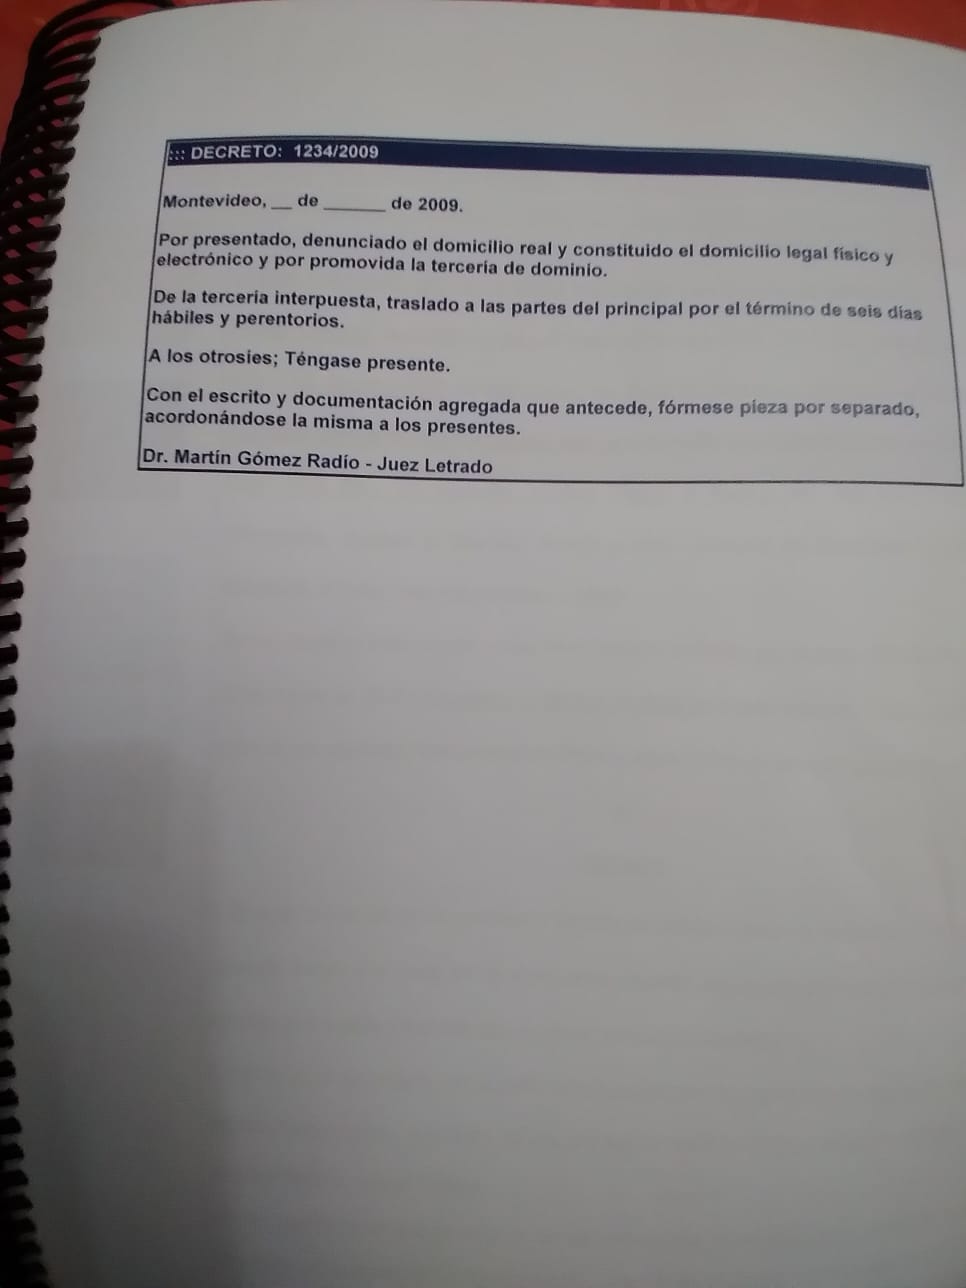 ::: DECRETO: 1234/2009
Montevideo, __ de _______ de 2009.
Por presentado, denunciado el domicilio real y constituido el domicilio legal físico y
electrónico y por promovida la tercería de dominio.
De la tercería interpuesta, traslado a las partes del principal por el término de seis días
hábiles y perentorios.
A los otrosies; Téngase presente.
Con el escrito y documentación agregada que antecede, fórmese pieza por separado,
acordonándose la misma a los presentes.
Dr. Martín Gómez Radío - Juez Letrado